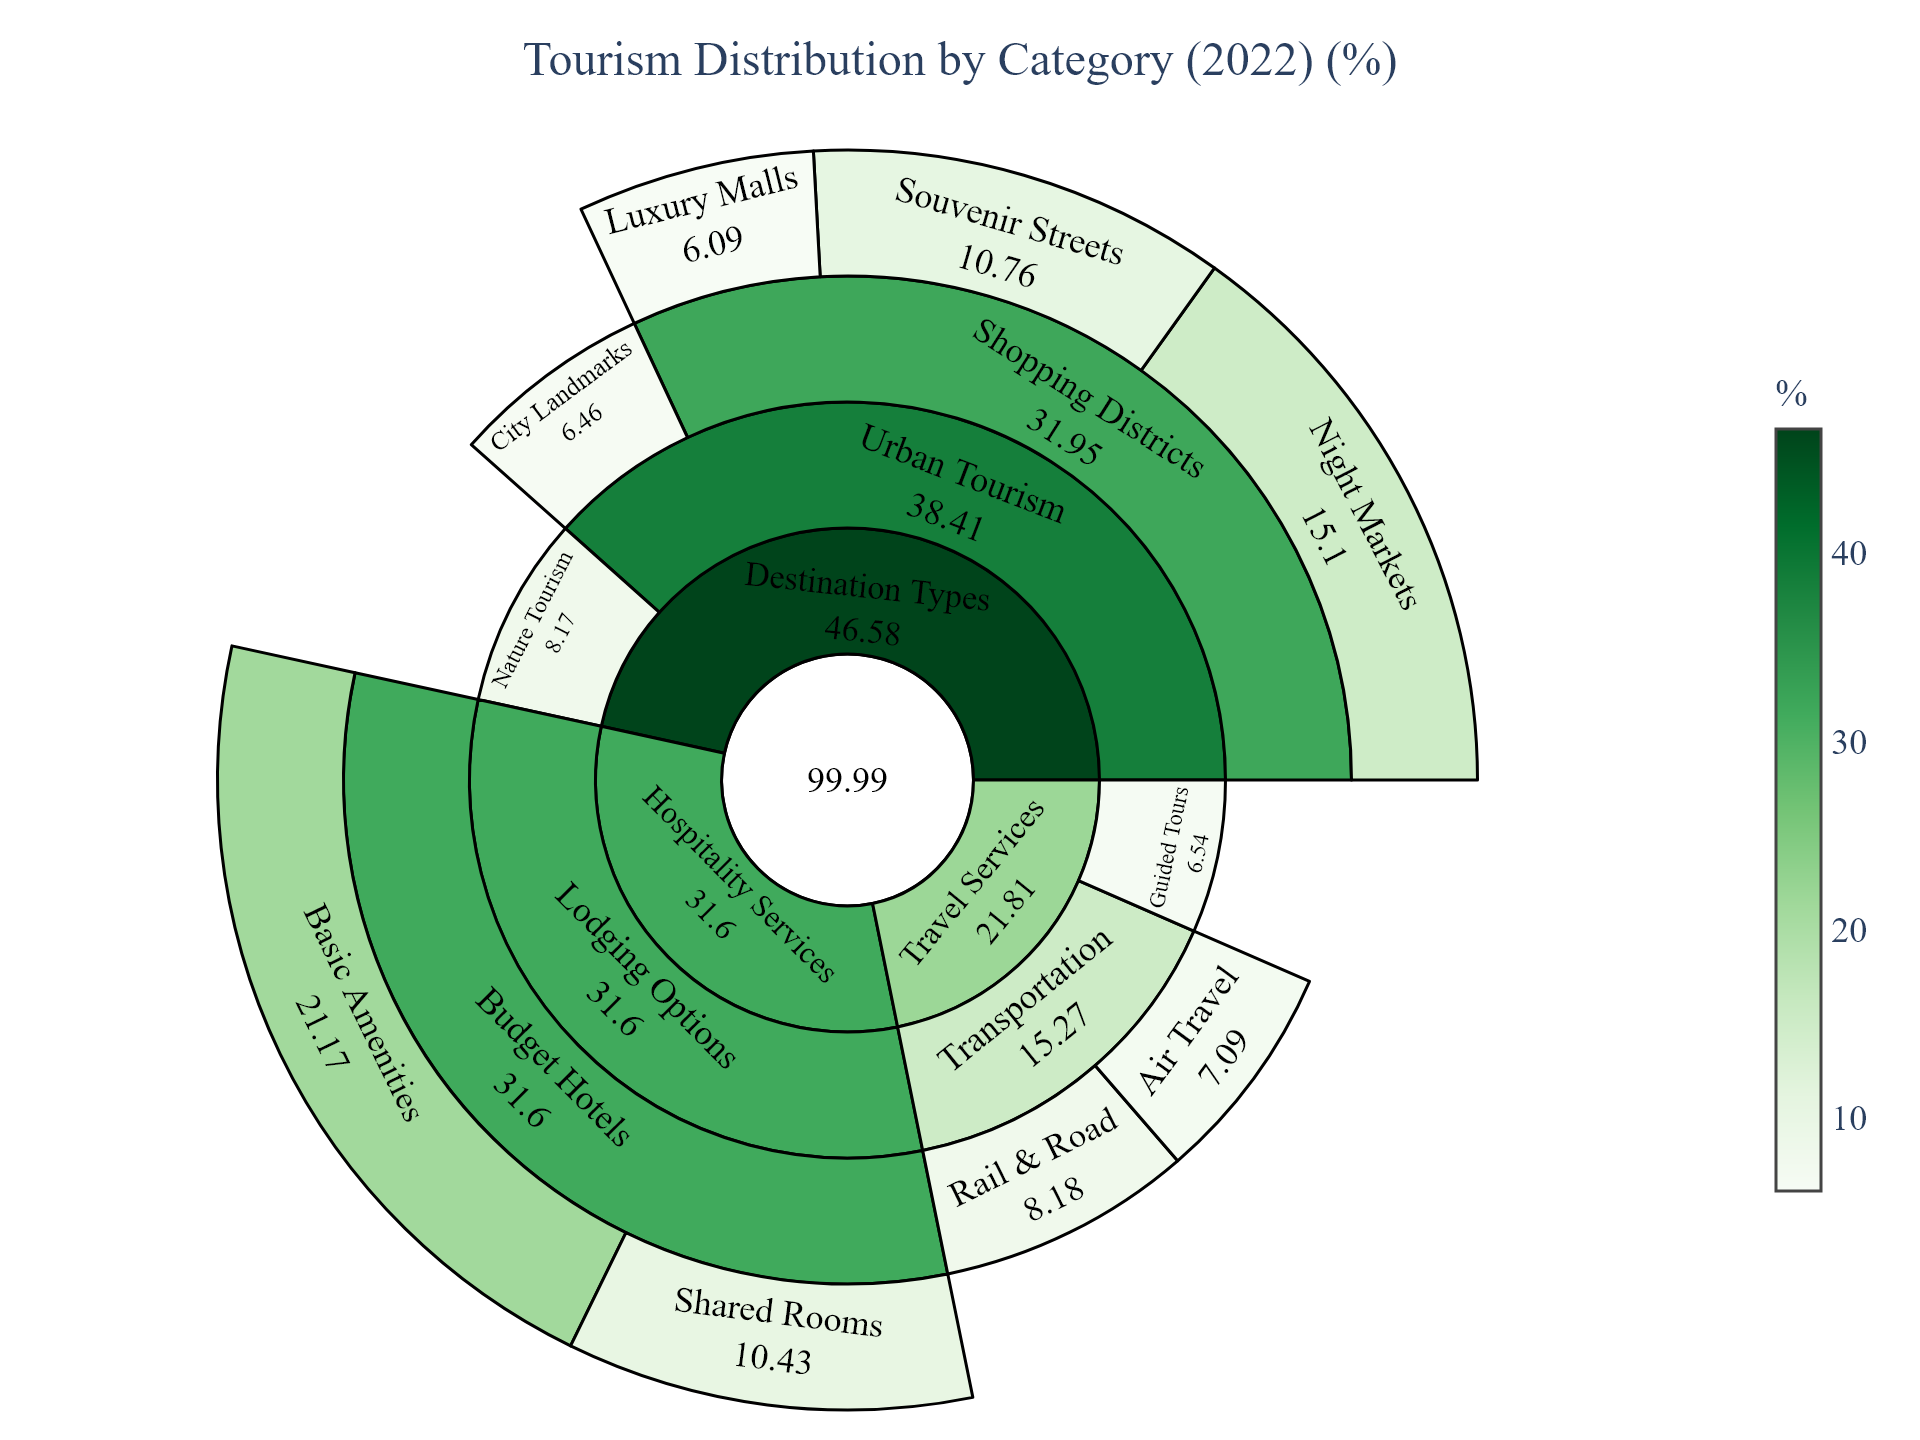 Tourism Distribution by Category (2022) (%)
Luxury Malls
6.09
Souvenir Streets
10.76
Night Markets
15.1
City Landmarks
6.46
Shopping Districts
31.95
Urban Tourism
38.41
Nature Tourism
8.17
Destination Types
46.58
99.99
Hospitality Services
31.6
Lodging Options
31.6
Budget Hotels
31.6
Basic Amenities
21.17
Shared Rooms
10.43
Travel Services
21.81
Guided Tours
6.54
Transportation
15.27
Air Travel
7.09
Rail & Road
8.18
%
40
30
20
10